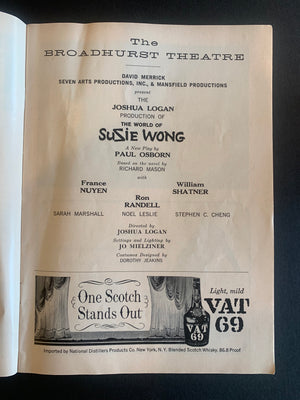 The
BROADHURST THEATRE
DAVID MERRICK
SEVEN ARTS PRODUCTIONS, INC., & MANSFIELD PRODUCTIONS
present
THE
JOSHUA LOGAN
PRODUCTION OF
THE WORLD OF
SUZIE WONG
A New Play by
PAUL OSBORN
Based on the novel by
RICHARD MASON
with
France NUYEN
William SHATNER
Ron
RANDELL
SARAH MARSHALL NOEL LESLIE STEPHEN C. CHENG
Directed by
JOSHUA LOGAN
Settings and Lighting by
JO MIELZINER
Costumes Designed by
DOROTHY JEAKINS
One Scotch
Stands Out
Light, mild
VAT
69
VAT
69
Imported by National Distillers Products Co. New York, N.Y. Blended Scotch Whisky, 86.8 Proof